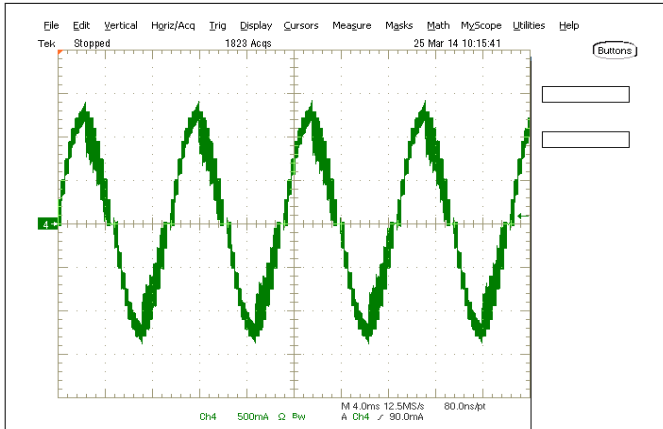 File Edit Vertical Horiz/Acq Trig Display Cursors Measure Masks Math MyScope Utilities Help
Tek Stopped 1823 Acqs 25 Mar 14 10:15:41
Buttons
4
M 4.0ms 12.5MS/s 80.0ns/pt
Ch4 500mA Ω Bw A Ch4 ∕ 90.0mA